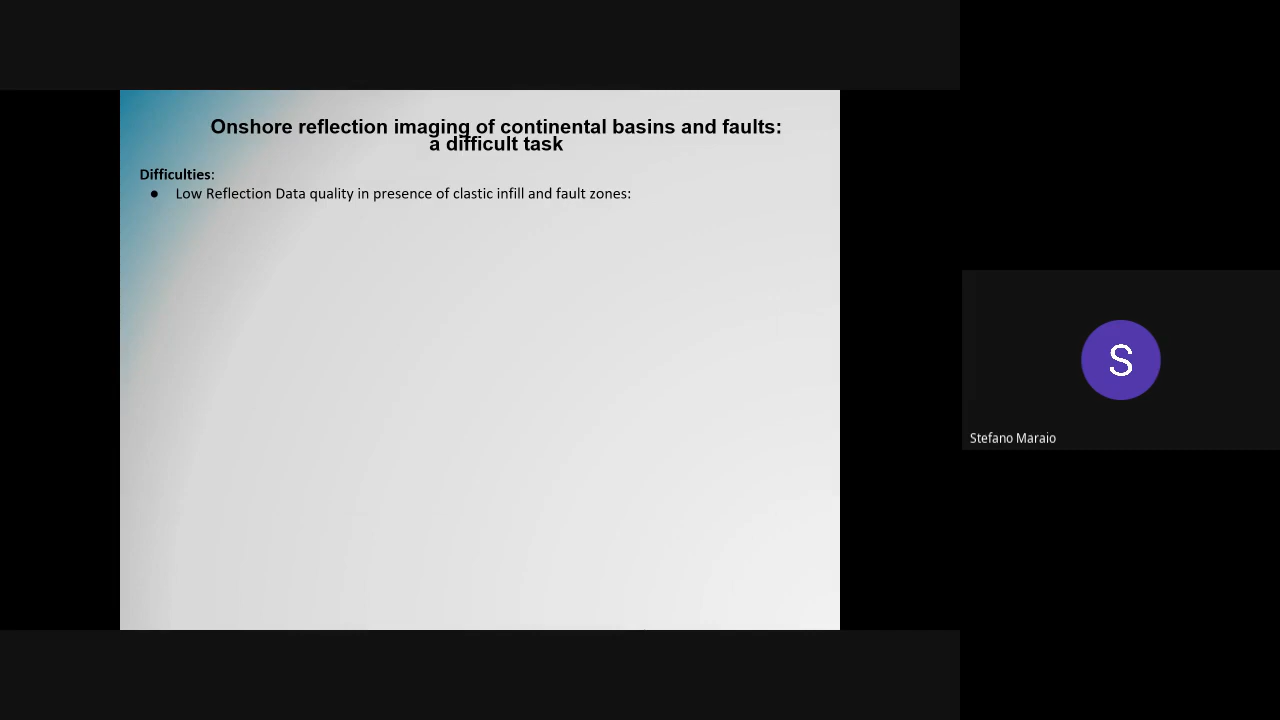 Onshore reflection imaging of continental basins and faults:
a difficult task
Difficulties:
● Low Reflection Data quality in presence of clastic infill and fault zones:
S
Stefano Maraio